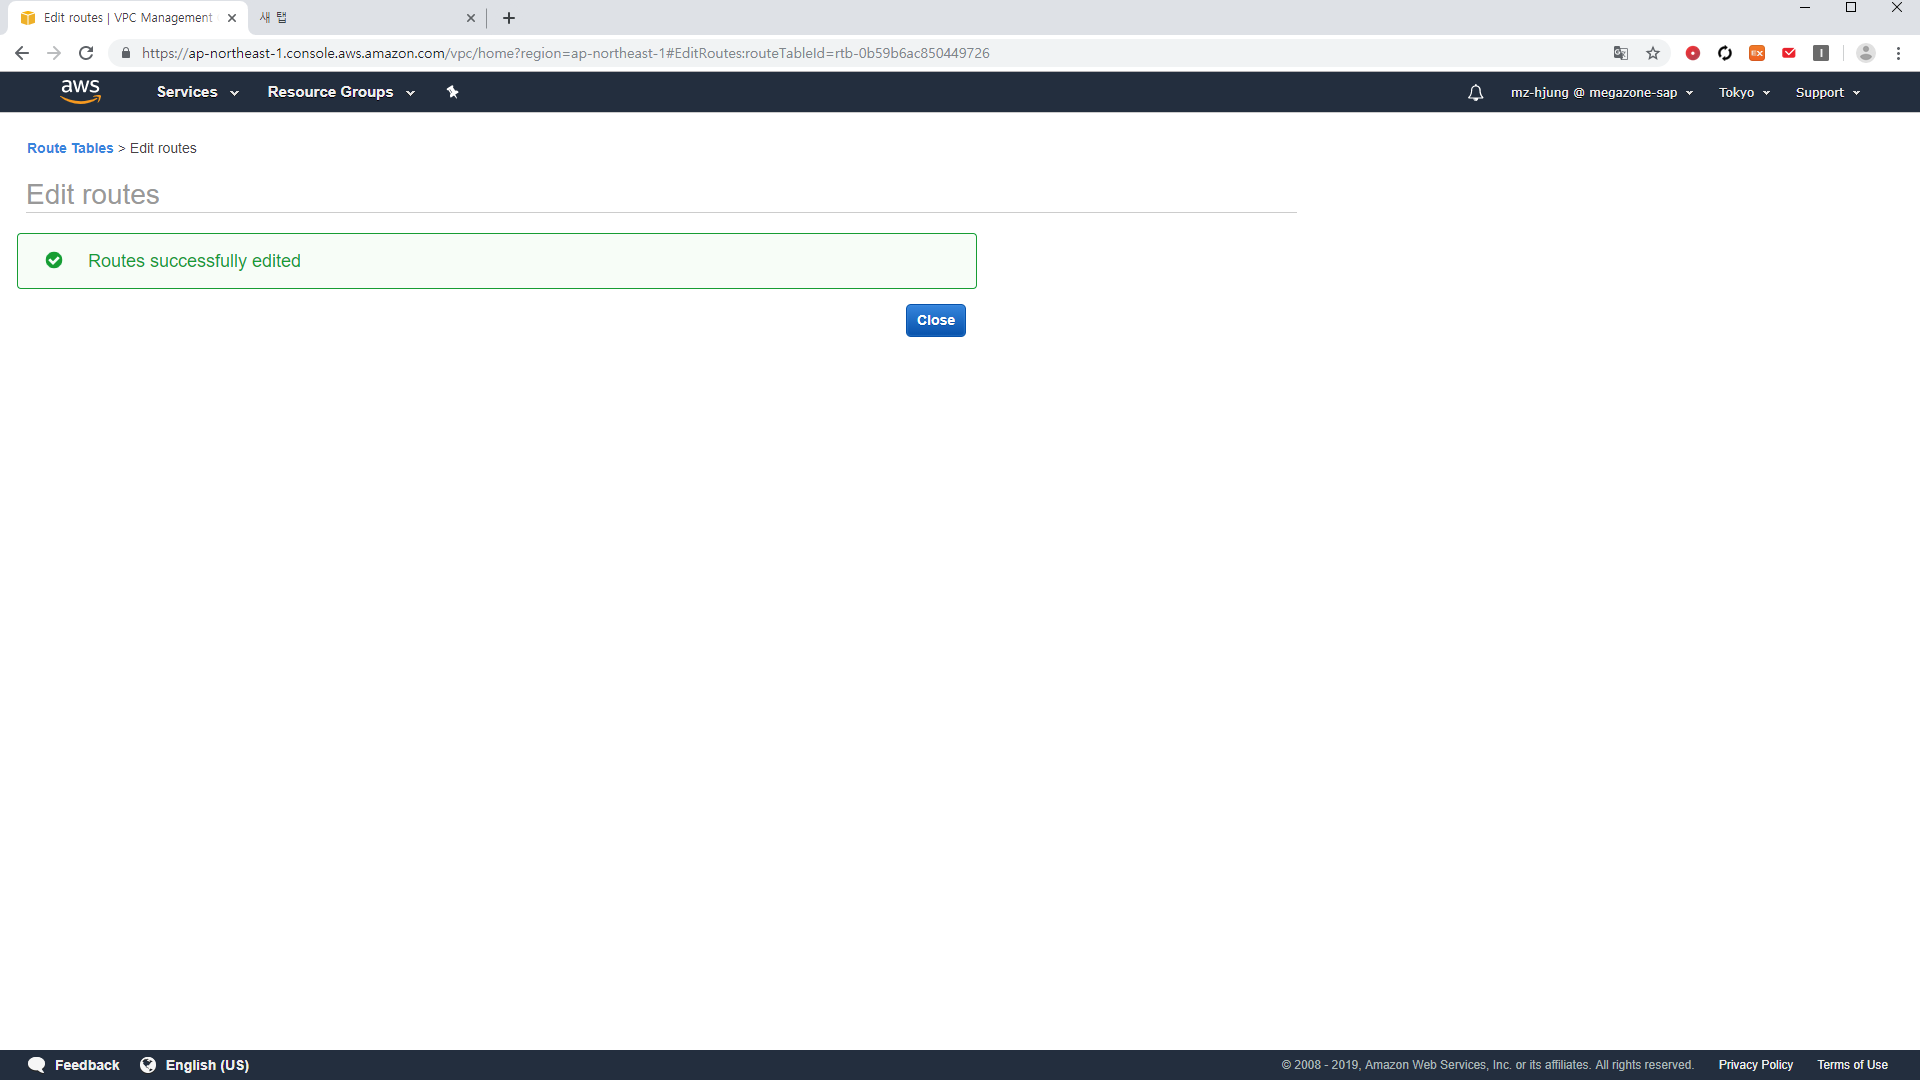 Edit routes | VPC Management
새 탭
https://ap-northeast-1.console.aws.amazon.com/vpc/home?region=ap-northeast-1#EditRoutes:routeTableId=rtb-0b59b6ac850449726
aws
Services
Resource Groups
mz-hjung @ megazone-sap
Tokyo
Support
Route Tables > Edit routes
Edit routes
Routes successfully edited
Close
Feedback
English (US)
© 2008 - 2019, Amazon Web Services, Inc. or its affiliates. All rights reserved.
Privacy Policy
Terms of Use